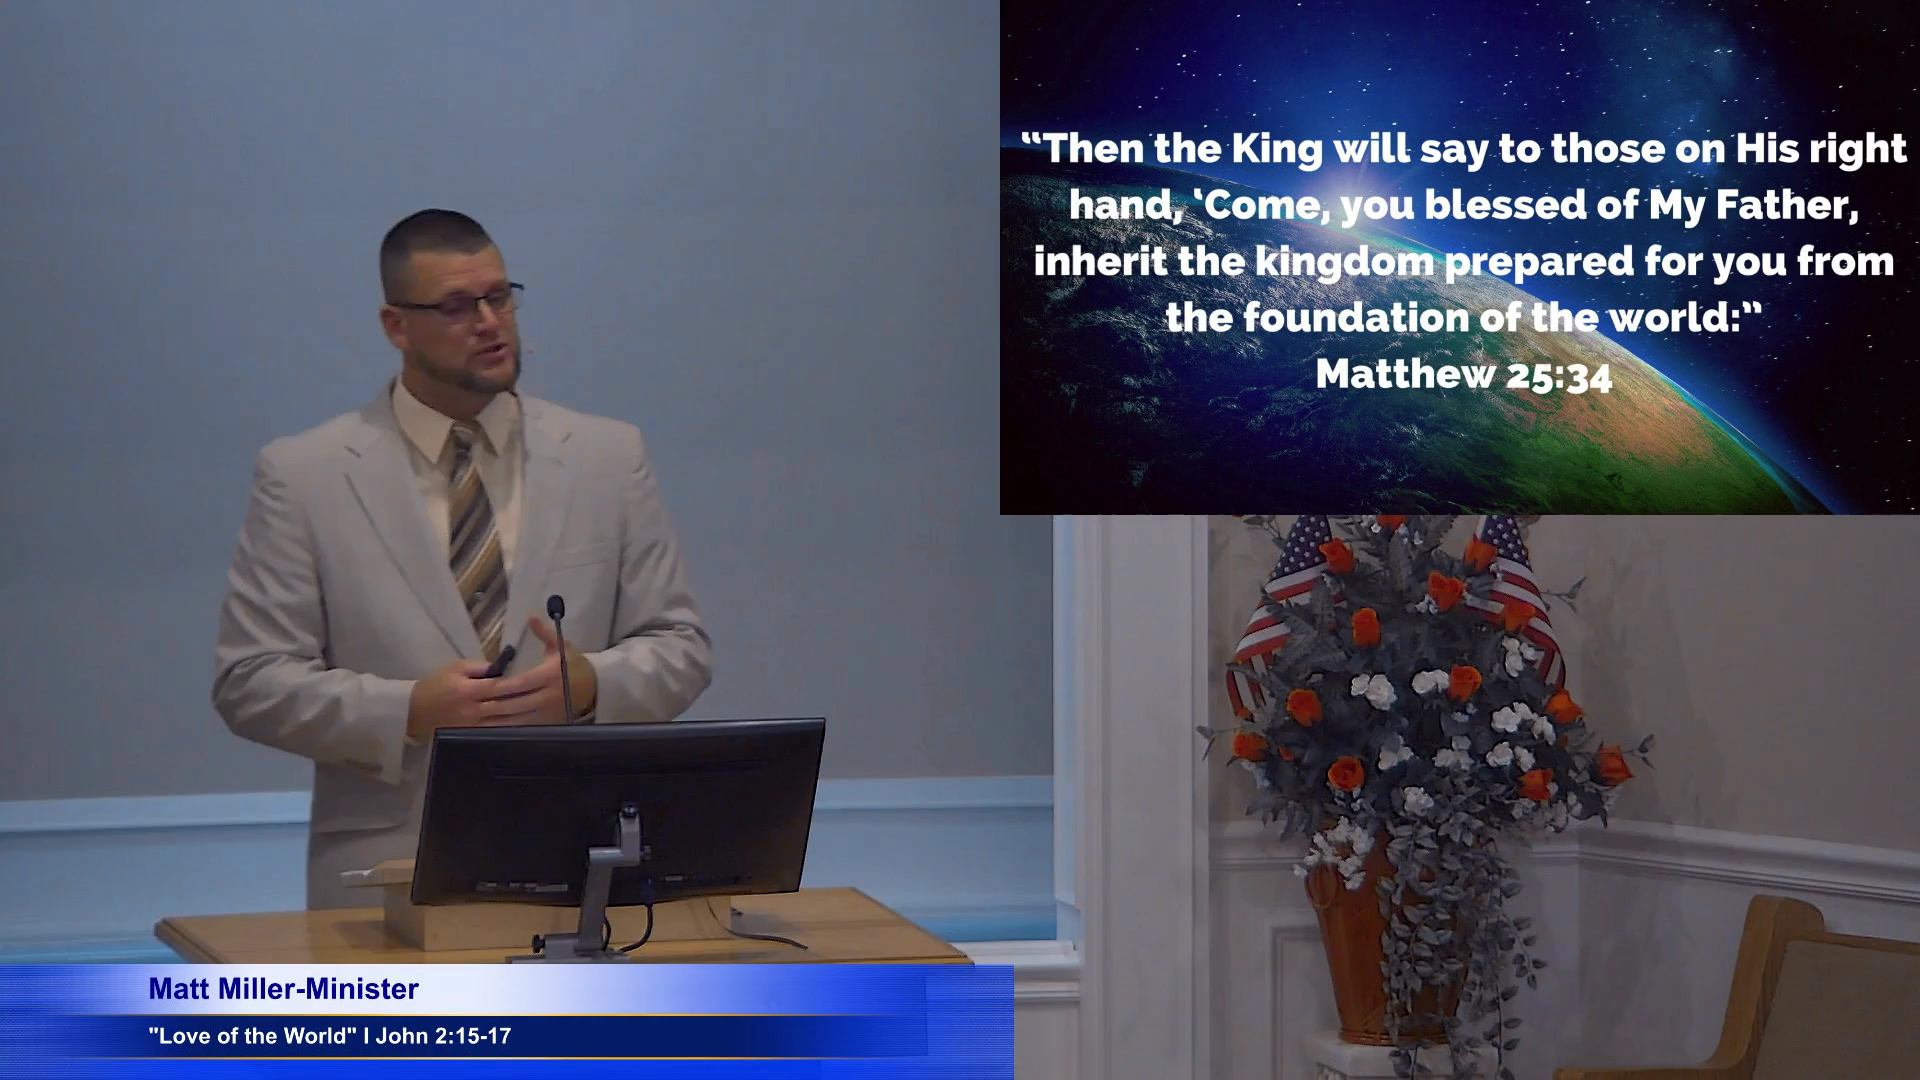 “Then the King will say to those on His right
hand, ‘Come, you blessed of My Father,
inherit the kingdom prepared for you from
the foundation of the world:”
Matthew 25:34
Matt Miller-Minister
"Love of the World" I John 2:15-17